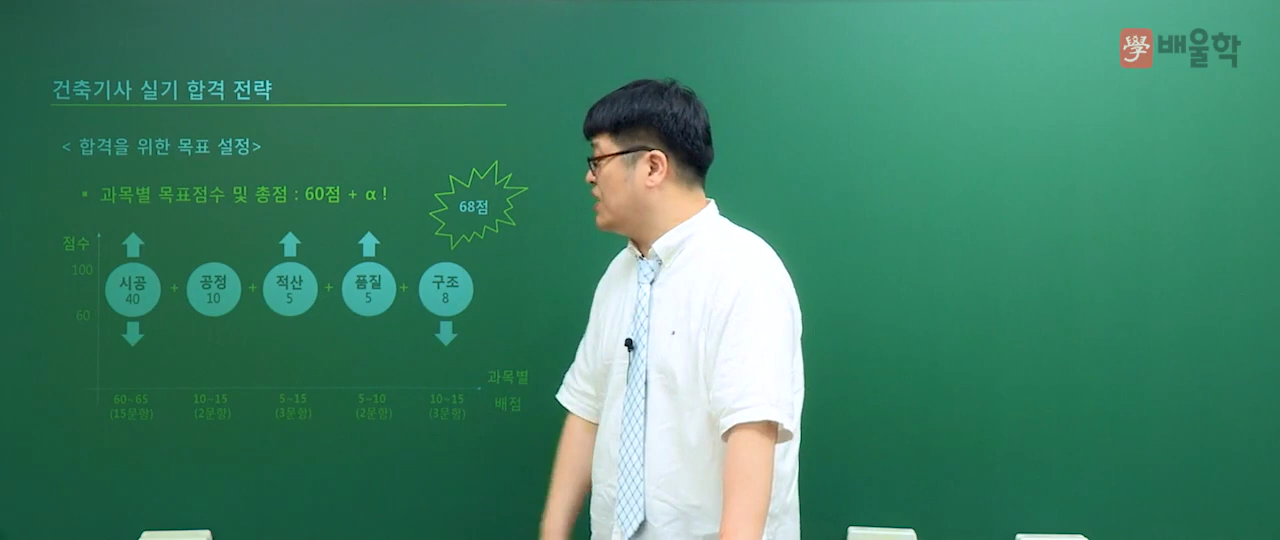 學 배울학
건축기사 실기 합격 전략
< 합격을 위한 목표 설정>
▪ 과목별 목표점수 및 총점 : 60점 + α !
68점
점수
100
60
시공 + 공정 + 적산 + 품질 + 구조
40 10 5 5 8
과목별
배점
60~65 10~15 5~15 5~10 10~15
(15문항) (2문항) (3문항) (2문항) (3문항)